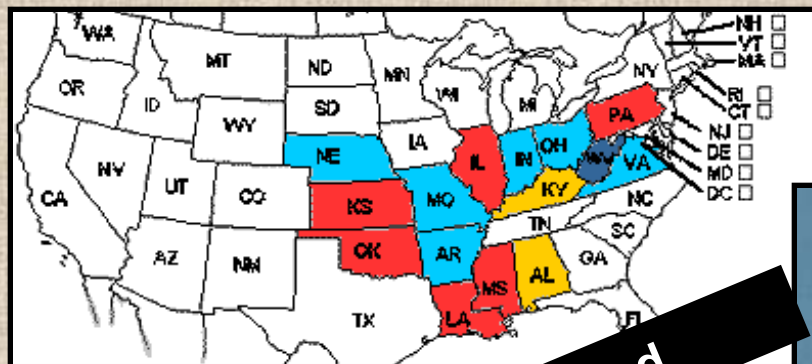 WA
MT
ND
MN
OR
ID
WY
SD
WI
MI
NY
NH
VT
MA
RI
CT
NJ
DE
MD
DC
NV
UT
CO
NE
IA
IL
IN
OH
PA
WV
VA
CA
AZ
NM
KS
MO
KY
NC
OK
AR
TN
SC
TX
LA
MS
AL
GA
FL
d